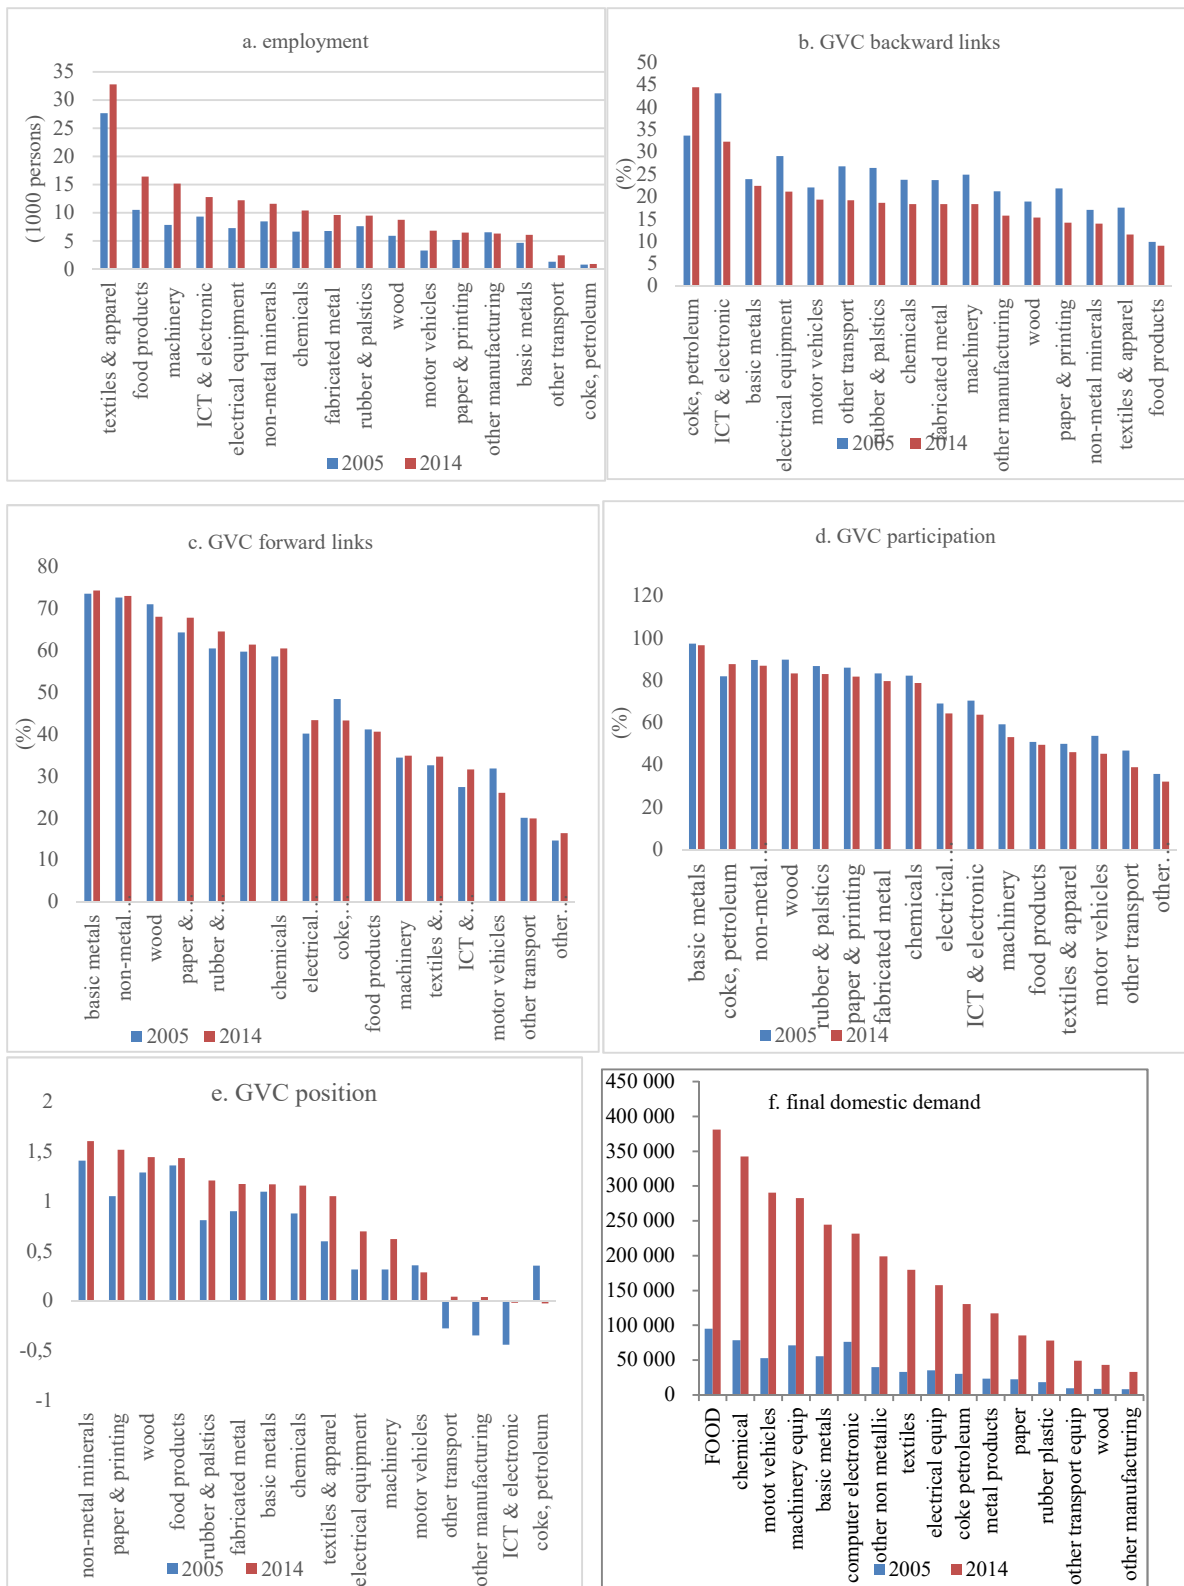 a. employment
(1000 persons)
35
30
25
20
15
10
5
0
textiles & apparel
food products
machinery
ICT & electronic
electrical equipment
non-metal minerals
chemicals
fabricated metal
rubber & palstics
wood
motor vehicles
paper & printing
other manufacturing
basic metals
other transport
coke, petroleum
2005 2014
b. GVC backward links
(%)
50
45
40
35
30
25
20
15
10
5
0
coke, petroleum
ICT & electronic
basic metals
electrical equipment
motor vehicles
other transport
rubber & palstics
chemicals
fabricated metal
machinery
other manufacturing
wood
paper & printing
non-metal minerals
textiles & apparel
food products
2005 2014
c. GVC forward links
(%)
80
70
60
50
40
30
20
10
0
basic metals
non-metal…
wood
paper &…
rubber &…
chemicals
electrical…
coke,…
food products
machinery
textiles &…
ICT &…
motor vehicles
other transport
other…
2005 2014
d. GVC participation
(%)
120
100
80
60
40
20
0
basic metals
coke, petroleum
non-metal…
wood
rubber & palstics
paper & printing
fabricated metal
chemicals
electrical…
ICT & electronic
machinery
food products
textiles & apparel
motor vehicles
other transport
other…
2005 2014
e. GVC position
2
1,5
1
0,5
0
-0,5
-1
non-metal minerals
paper & printing
wood
food products
rubber & palstics
fabricated metal
basic metals
chemicals
textiles & apparel
electrical equipment
machinery
motor vehicles
other transport
other manufacturing
ICT & electronic
coke, petroleum
2005 2014
f. final domestic demand
450 000
400 000
350 000
300 000
250 000
200 000
150 000
100 000
50 000
0
FOOD
chemical
motot vehicles
machinery equip
basic metals
computer electronic
other non metallic
textiles
electrical equip
coke petroleum
metal products
paper
rubber plastic
other transport equip
wood
other manufacturing
2005 2014